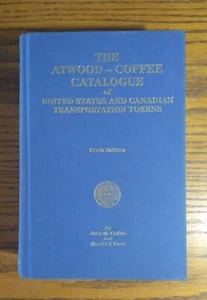 THE
ATWOOD - COFFEE
CATALOGUE
of
UNITED STATES AND CANADIAN
TRANSPORTATION TOKENS
Sixth Edition
By
John M. Coffee
and
Harold V. Ford